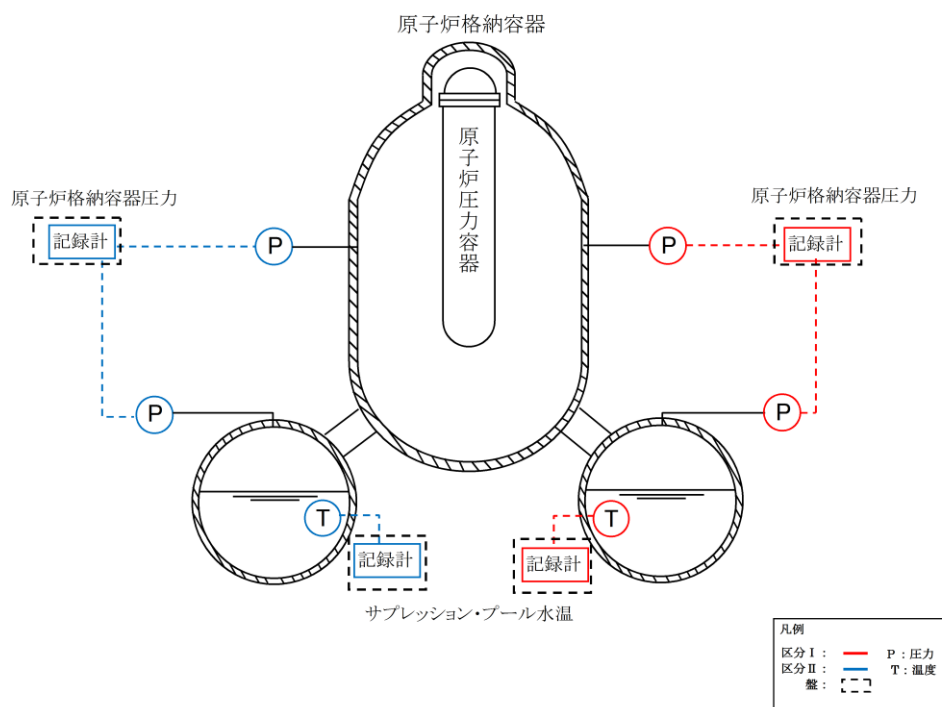 原子炉格納容器
原子炉圧力容器
原子炉格納容器圧力
記録計
P
P
原子炉格納容器圧力
記録計
P
P
T
記録計
T
記録計
サプレッション・プール水温
凡例
区分Ⅰ: P:圧力
区分Ⅱ: T:温度
盤: